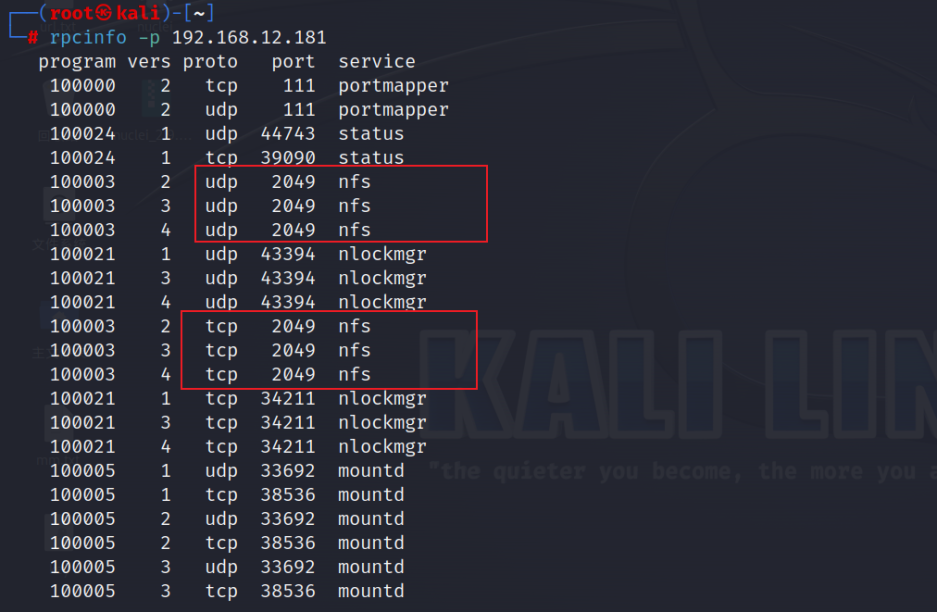 (root㉿kali)-[~]
# rpcinfo -p 192.168.12.181
program vers proto port service
100000 2 tcp 111 portmapper
100000 2 udp 111 portmapper
100024 1 udp 44743 status
100024 1 tcp 39090 status
100003 2 udp 2049 nfs
100003 3 udp 2049 nfs
100003 4 udp 2049 nfs
100021 1 udp 43394 nlockmgr
100021 3 udp 43394 nlockmgr
100021 4 udp 43394 nlockmgr
100003 2 tcp 2049 nfs
100003 3 tcp 2049 nfs
100003 4 tcp 2049 nfs
100021 1 tcp 34211 nlockmgr
100021 3 tcp 34211 nlockmgr
100021 4 tcp 34211 nlockmgr
100005 1 udp 33692 mountd
100005 1 tcp 38536 mountd
100005 2 udp 33692 mountd
100005 2 tcp 38536 mountd
100005 3 udp 33692 mountd
100005 3 tcp 38536 mountd
KALI LIN
"the quieter you become, the more you a